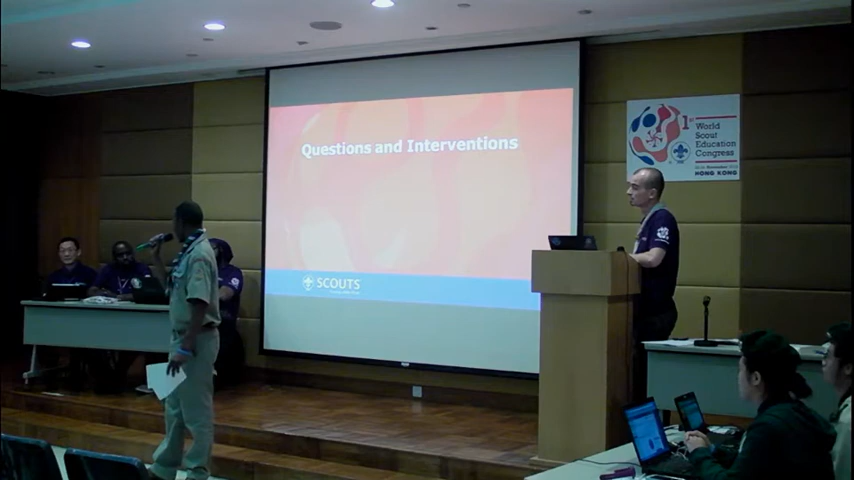 Questions and Interventions
SCOUTS
1st
World
Scout
Education
Congress
HONG KONG